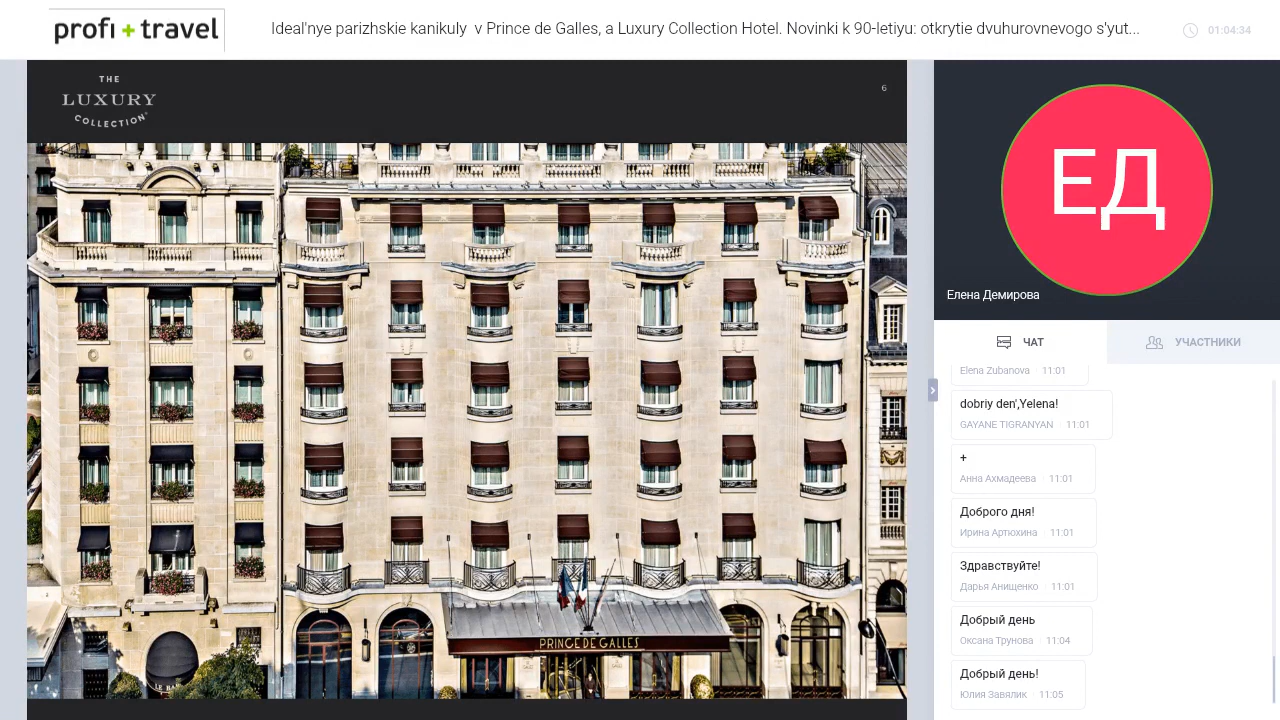 profi + travel
Ideal'nye parizhskie kanikuly v Prince de Galles, a Luxury Collection Hotel. Novinki k 90-letiyu: otkrytie dvuhurovnevogo s'yut...
01:04:34
THE
LUXURY
COLLECTION
6
PRINCE DE GALLES
LE BA
ЕД
Елена Демирова
ЧАТ
УЧАСТНИКИ
Elena Zubanova 11:01
dobriy den',Yelena!
GAYANE TIGRANYAN 11:01
+
Анна Ахмадеева 11:01
Доброго дня!
Ирина Артюхина 11:01
Здравствуйте!
Дарья Анищенко 11:01
Добрый день
Оксана Трунова 11:04
Добрый день!
Юлия Завялик 11:05